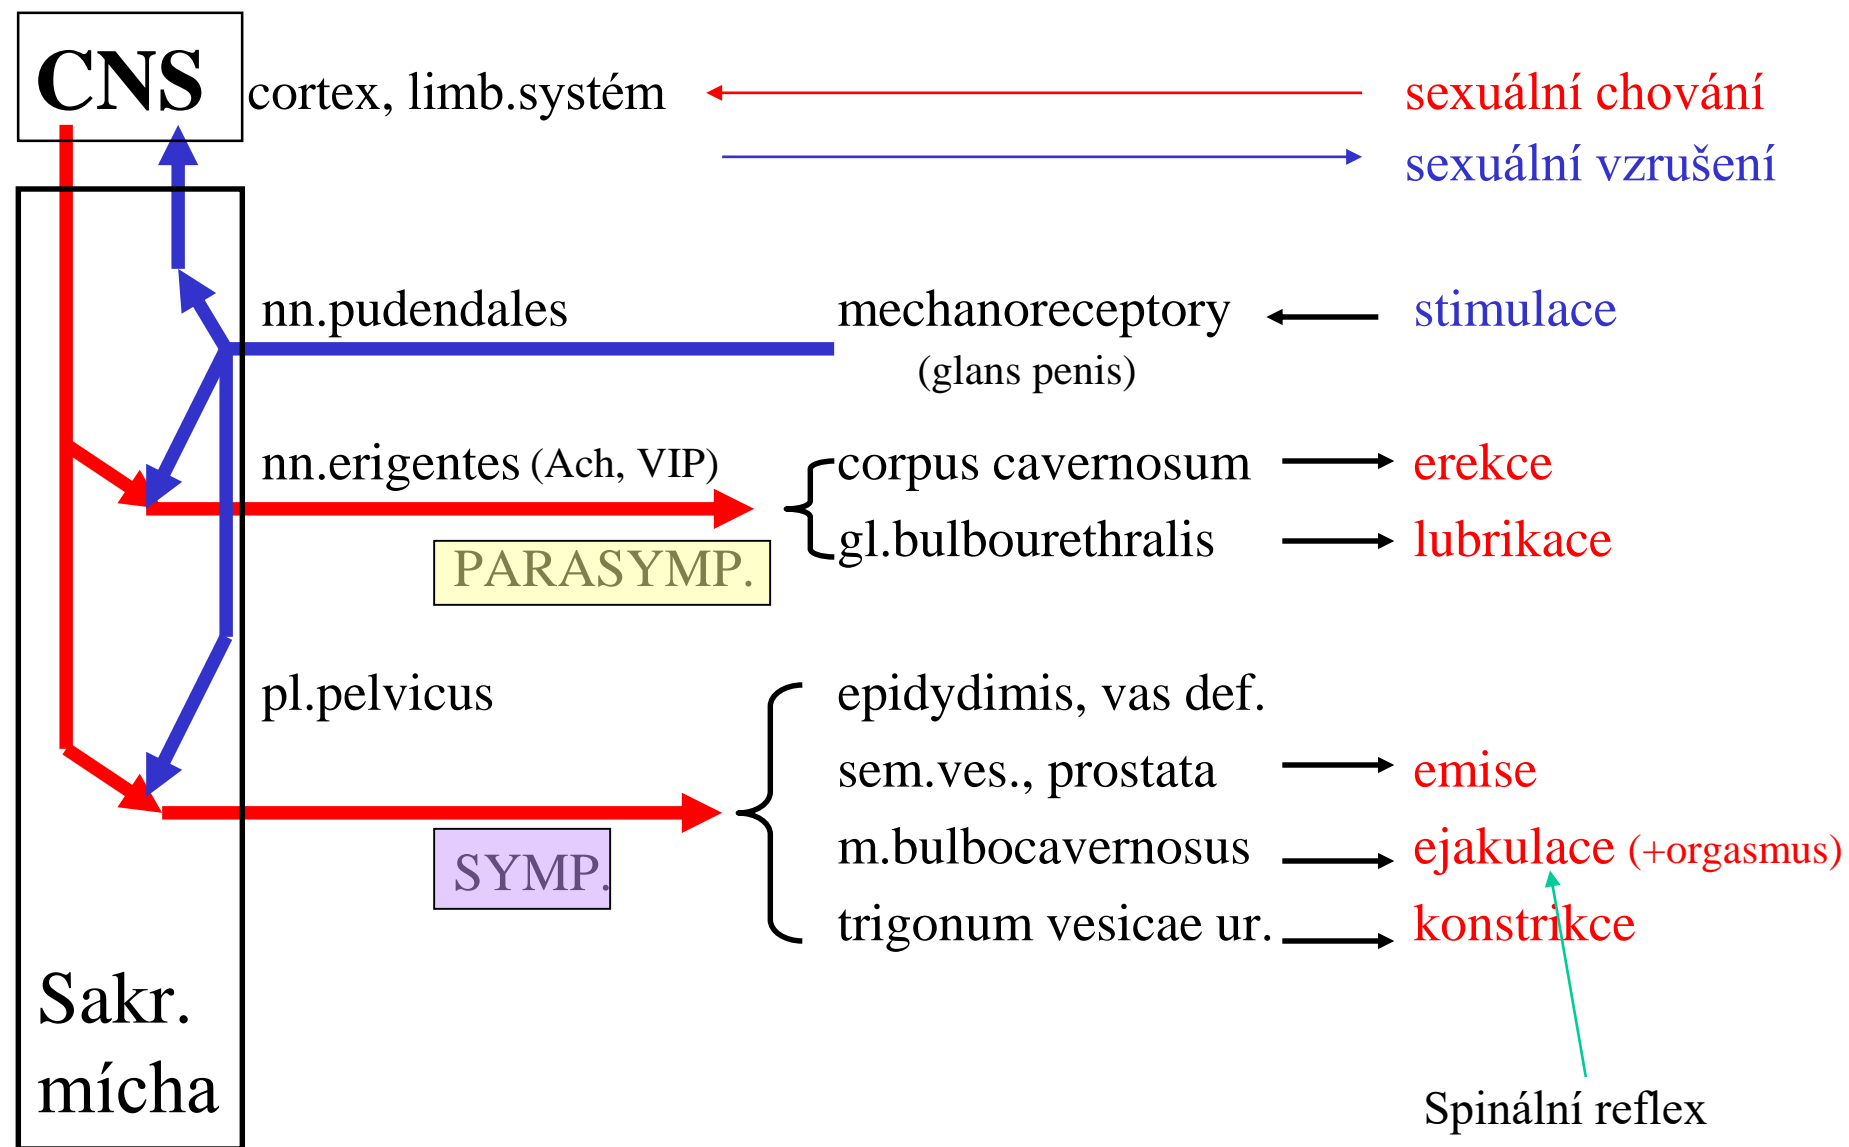 CNS cortex, limb.systém sexuální chování
sexuální vzrušení
nn.pudendales mechanoreceptory stimulace
(glans penis)
nn.erigentes (Ach, VIP) corpus cavernosum erekce
gl.bulbourethralis lubrikace
PARASYMP.
pl.pelvicus epidydimis, vas def.
sem.ves., prostata emise
m.bulbocavernosus ejakulace (+orgasmus)
SYMP.
trigonum vesicae ur. konstrikce
Sakr.
mícha
Spinální reflex